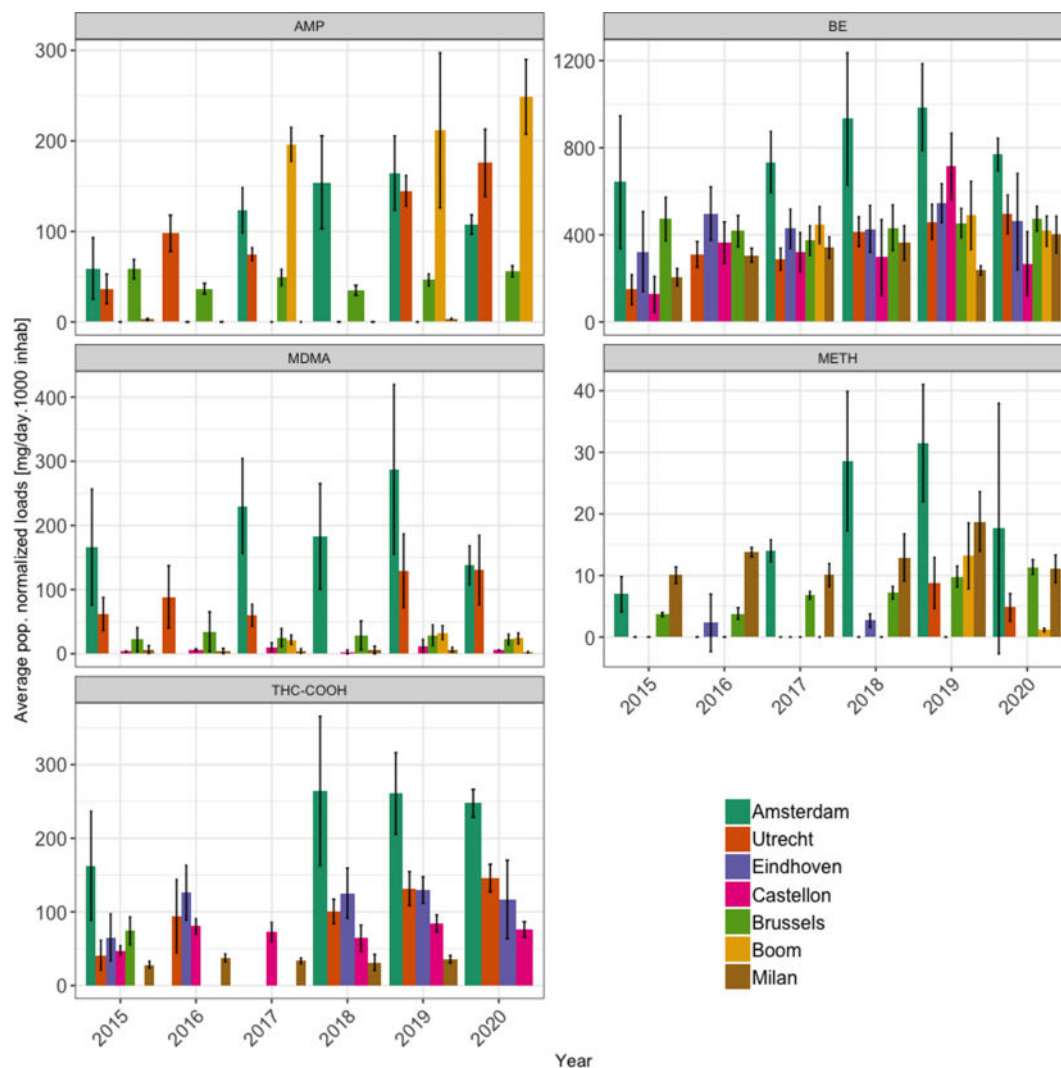 AMP
BE
300
200
100
0
1200
800
400
0
MDMA
METH
400
300
200
100
0
40
30
20
10
0
2015
2016
2017
2018
2019
2020
THC-COOH
300
200
100
0
2015
2016
2017
2018
2019
2020
Average pop. normalized loads [mg/day.1000 inhab]
Year
Amsterdam
Utrecht
Eindhoven
Castellon
Brussels
Boom
Milan